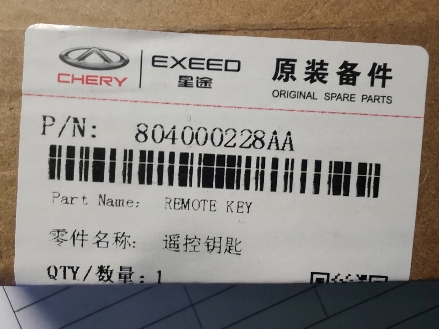 CHERY EXEED 星途 原装备件
ORIGINAL SPARE PARTS
P/N: 804000228AA
Part Name: REMOTE KEY
零件名称: 遥控钥匙
QTY/数量: 1